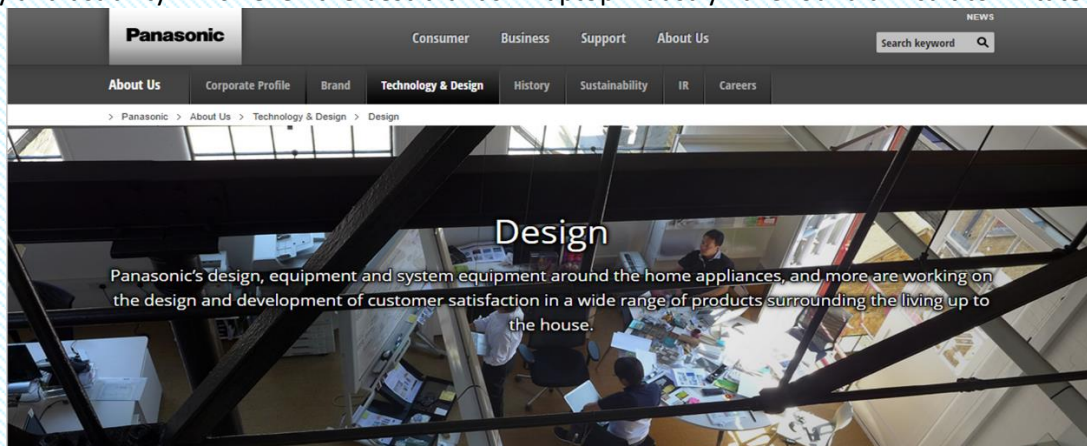 NEWS
Panasonic
Consumer Business Support About Us
Search keyword
About Us Corporate Profile Brand Technology & Design History Sustainability IR Careers
> Panasonic > About Us > Technology & Design > Design
Design
Panasonic's design, equipment and system equipment around the home appliances, and more are working on
the design and development of customer satisfaction in a wide range of products surrounding the living up to
the house.